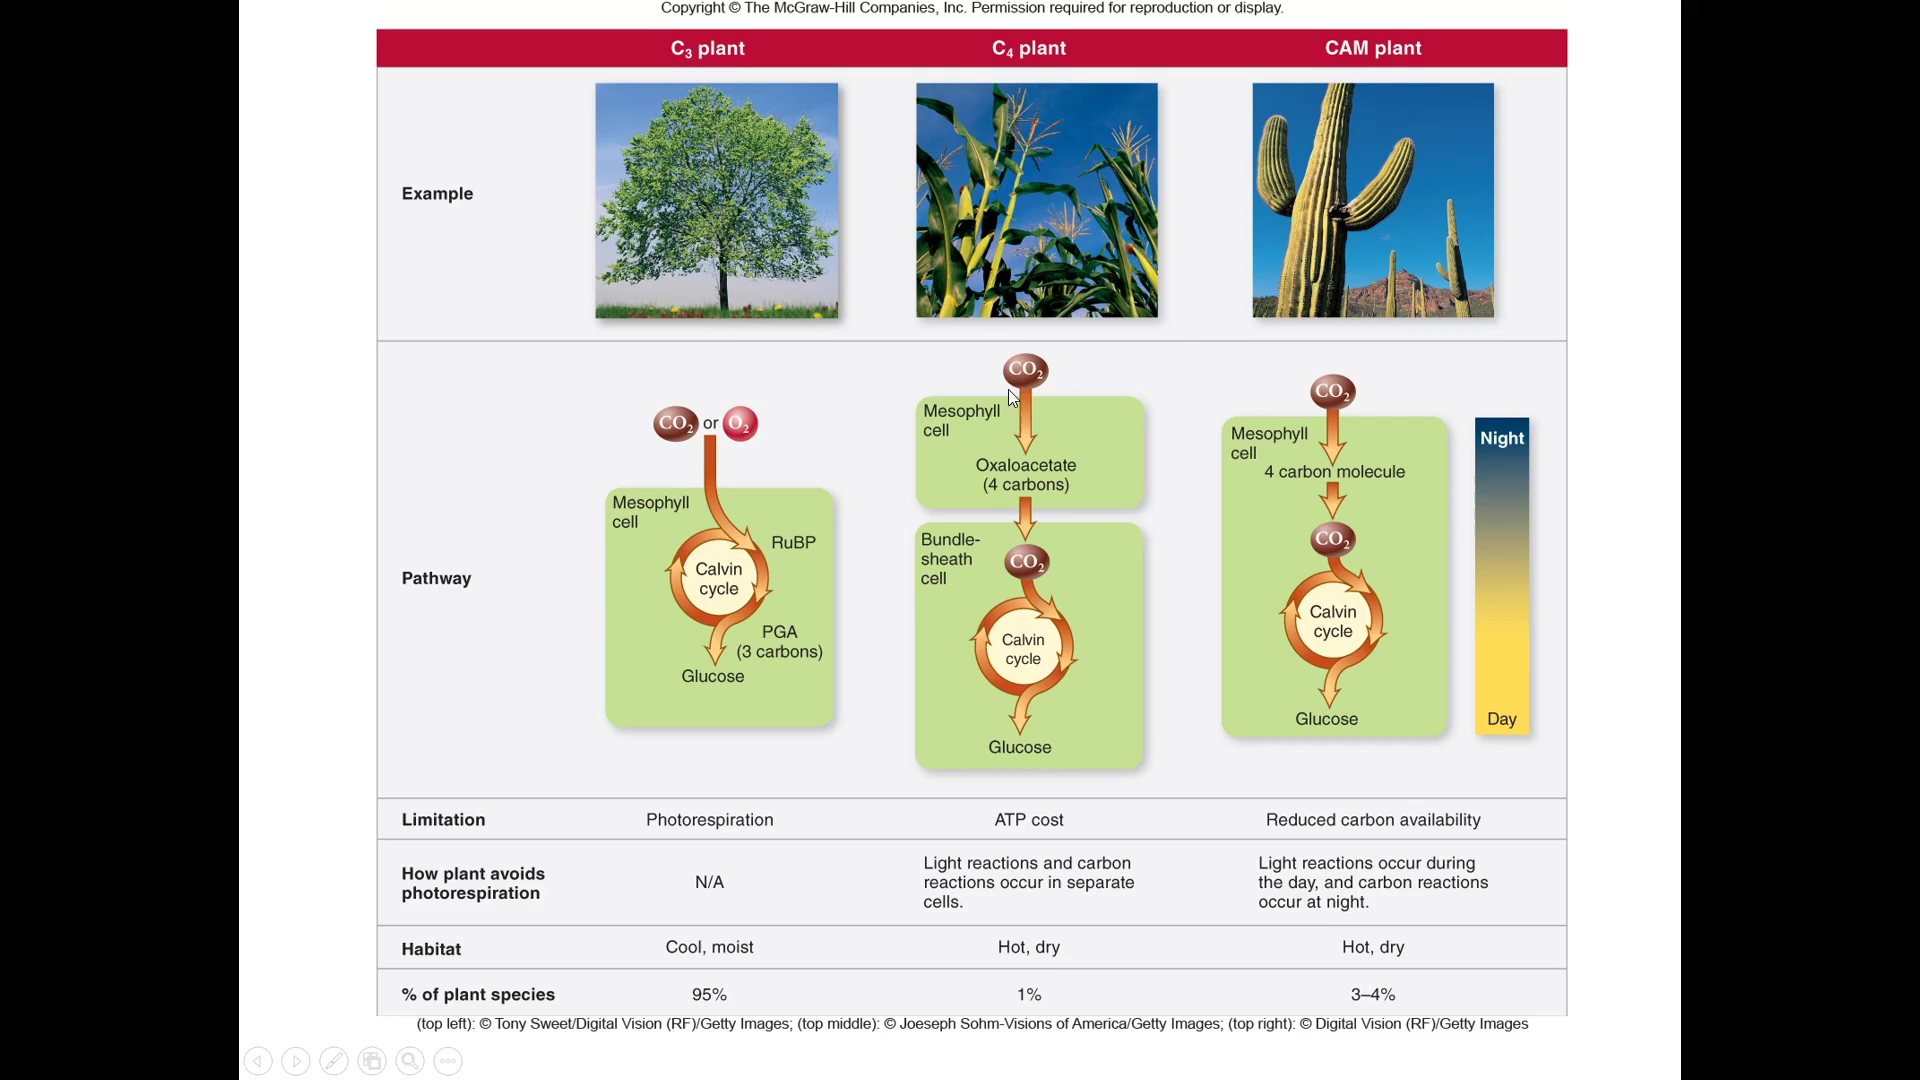 Copyright © The McGraw-Hill Companies, Inc. Permission required for reproduction or display.
C₃ plant
C₄ plant
CAM plant
Example
Pathway
CO₂ or O₂
Mesophyll
cell
RuBP
Calvin
cycle
PGA
(3 carbons)
Glucose
CO₂
Mesophyll
cell
Oxaloacetate
(4 carbons)
Bundle-
sheath
cell
CO₂
Calvin
cycle
Glucose
CO₂
Mesophyll
cell
4 carbon molecule
CO₂
Calvin
cycle
Glucose
Night
Day
Limitation
Photorespiration
ATP cost
Reduced carbon availability
How plant avoids
photorespiration
N/A
Light reactions and carbon
reactions occur in separate
cells.
Light reactions occur during
the day, and carbon reactions
occur at night.
Habitat
Cool, moist
Hot, dry
Hot, dry
% of plant species
95%
1%
3–4%
(top left): © Tony Sweet/Digital Vision (RF)/Getty Images; (top middle): © Joeseph Sohm-Visions of America/Getty Images; (top right): © Digital Vision (RF)/Getty Images